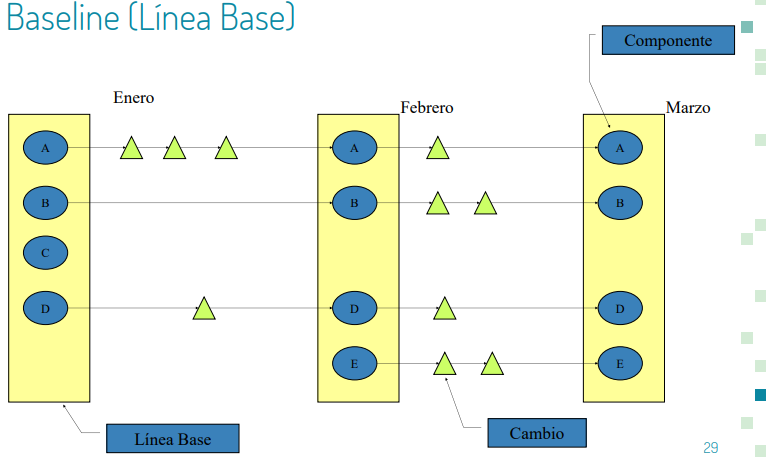 Baseline (Línea Base)
Componente
Enero
Febrero
Marzo
A
A
A
B
B
B
C
D
D
D
E
E
Línea Base
Cambio
29